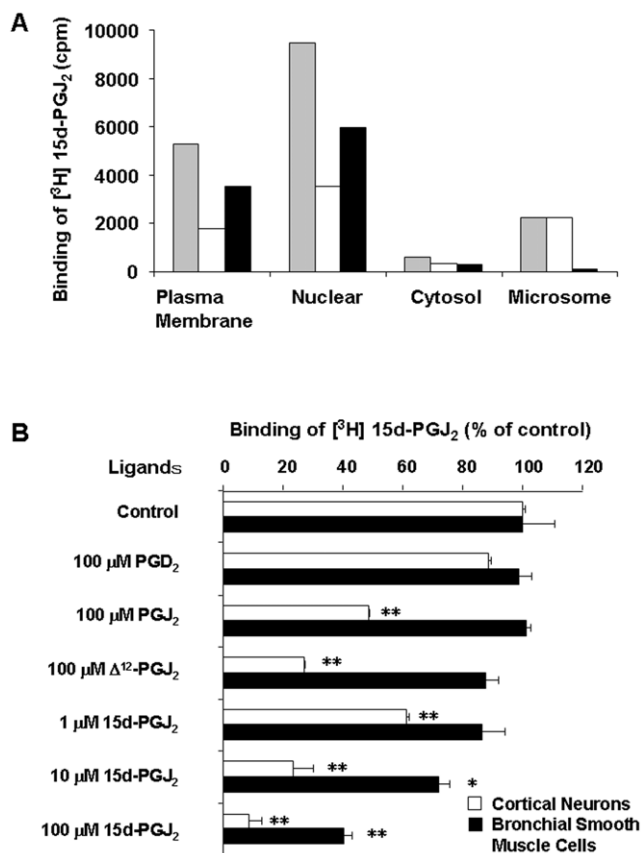 A
Binding of [³H] 15d-PGJ₂ (cpm)
10000
8000
6000
4000
2000
0
Plasma
Membrane
Nuclear
Cytosol
Microsome
B
Binding of [³H] 15d-PGJ₂ (% of control)
Ligands
0 20 40 60 80 100 120
Control
100 μM PGD₂
100 μM PGJ₂
**
100 μM Δ¹²-PGJ₂
**
1 μM 15d-PGJ₂
**
10 μM 15d-PGJ₂
**
*
100 μM 15d-PGJ₂
**
**
Cortical Neurons
Bronchial Smooth
Muscle Cells